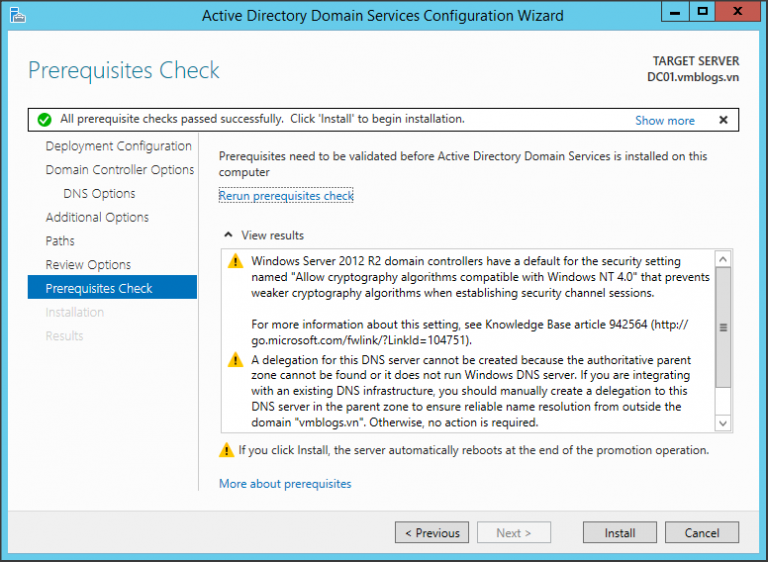 Active Directory Domain Services Configuration Wizard
Prerequisites Check
TARGET SERVER
DC01.vmblogs.vn
All prerequisite checks passed successfully. Click 'Install' to begin installation.
Show more
Deployment Configuration
Domain Controller Options
DNS Options
Additional Options
Paths
Review Options
Prerequisites Check
Installation
Results
Prerequisites need to be validated before Active Directory Domain Services is installed on this
computer
Rerun prerequisites check
View results
Windows Server 2012 R2 domain controllers have a default for the security setting
named "Allow cryptography algorithms compatible with Windows NT 4.0" that prevents
weaker cryptography algorithms when establishing security channel sessions.
For more information about this setting, see Knowledge Base article 942564 (http://
go.microsoft.com/fwlink/?LinkId=104751).
A delegation for this DNS server cannot be created because the authoritative parent
zone cannot be found or it does not run Windows DNS server. If you are integrating
with an existing DNS infrastructure, you should manually create a delegation to this
DNS server in the parent zone to ensure reliable name resolution from outside the
domain "vmblogs.vn". Otherwise, no action is required.
If you click Install, the server automatically reboots at the end of the promotion operation.
More about prerequisites
< Previous
Next >
Install
Cancel